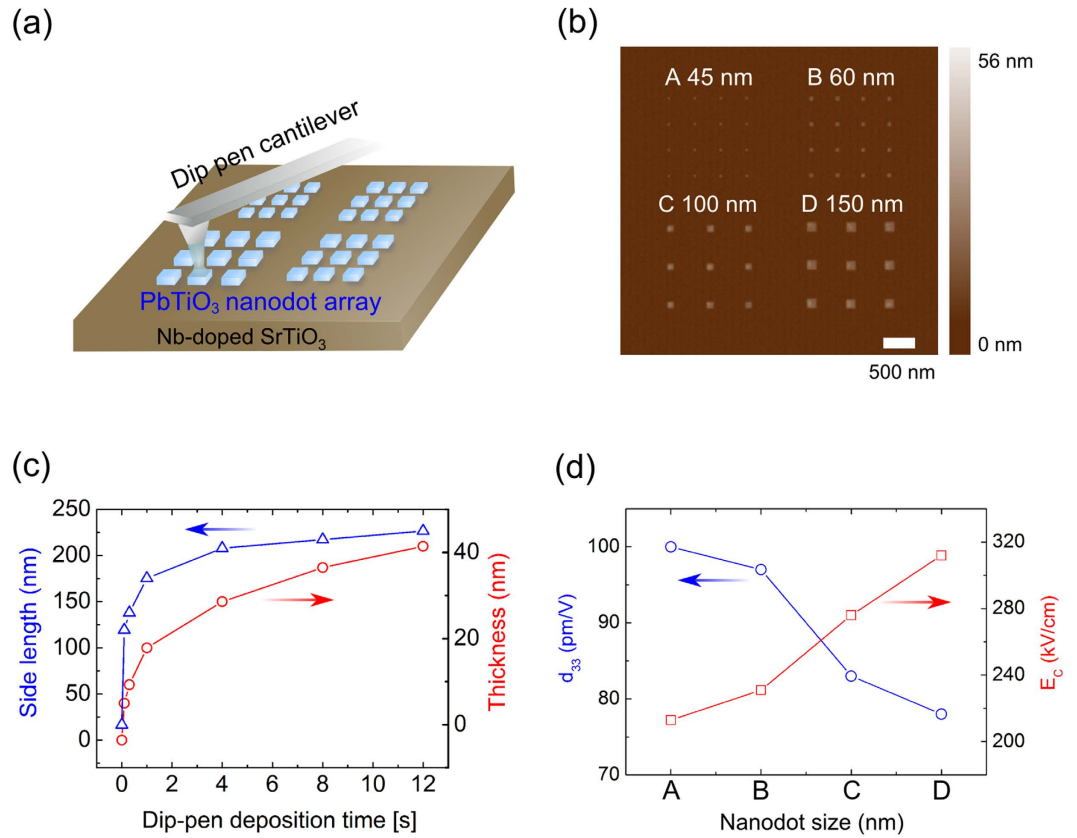 (a)
Dip pen cantilever
PbTiO₃ nanodot array
Nb-doped SrTiO₃
(b)
A 45 nm
B 60 nm
C 100 nm
D 150 nm
500 nm
56 nm
0 nm
(c)
Side length (nm)
250
200
150
100
50
0
0 2 4 6 8 10 12
Dip-pen deposition time [s]
40
20
0
Thickness (nm)
(d)
d₃₃ (pm/V)
100
90
80
70
A B C D
Nanodot size (nm)
320
280
240
200
E_C (kV/cm)